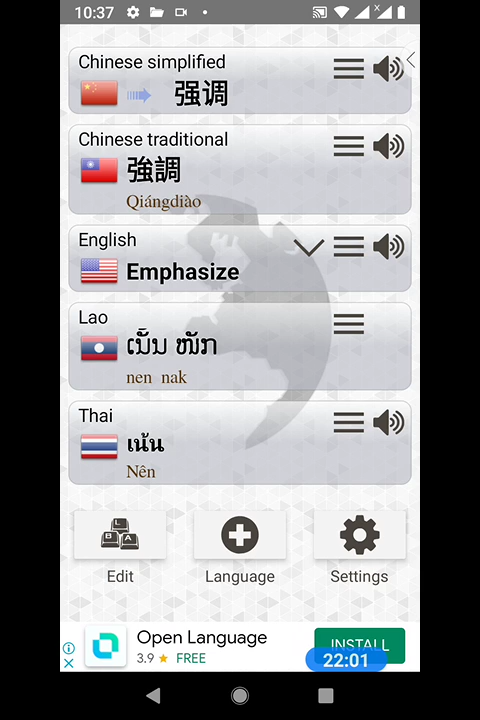 10:37
Chinese simplified
强调
Chinese traditional
強調
Qiángdiào
English
Emphasize
Lao
ເນັ້ນ ໜັກ
nen nak
Thai
เน้น
Nên
Edit
Language
Settings
Open Language
3.9 ★ FREE
INSTALL
22:01